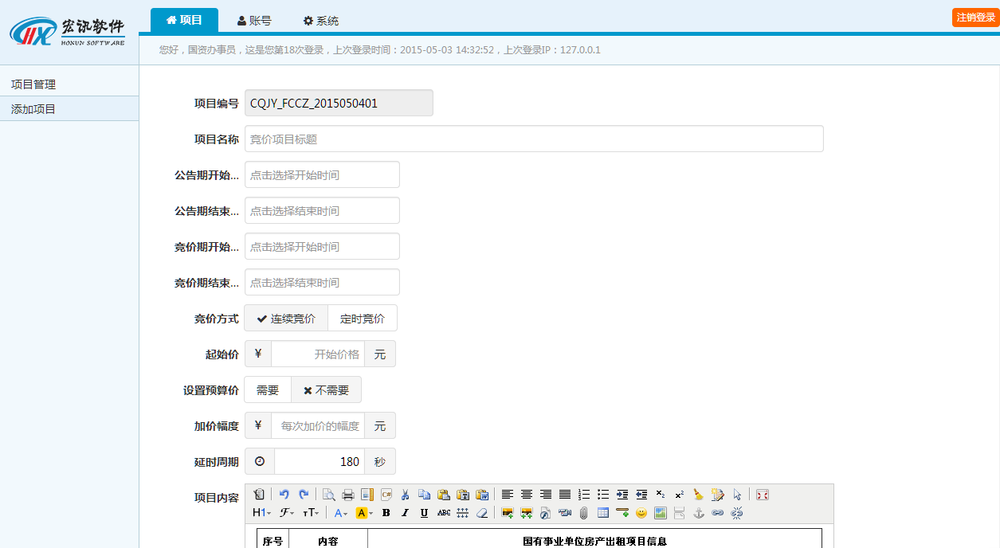 宏讯软件
HOXUN SOFTWARE
项目 账号 系统 注销登录
您好，国资办事员，这是您第18次登录，上次登录时间：2015-05-03 14:32:52，上次登录IP：127.0.0.1
项目管理
添加项目
项目编号 CQJY_FCCZ_2015050401
项目名称 竞价项目标题
公告期开始... 点击选择开始时间
公告期结束... 点击选择结束时间
竞价期开始... 点击选择开始时间
竞价期结束... 点击选择结束时间
竞价方式 连续竞价 定时竞价
起始价 ¥ 开始价格 元
设置预算价 需要 不需要
加价幅度 ¥ 每次加价的幅度 元
延时周期 180 秒
项目内容
H1 F TT A A B I U ABC
序号 内容 国有事业单位房产出租项目信息